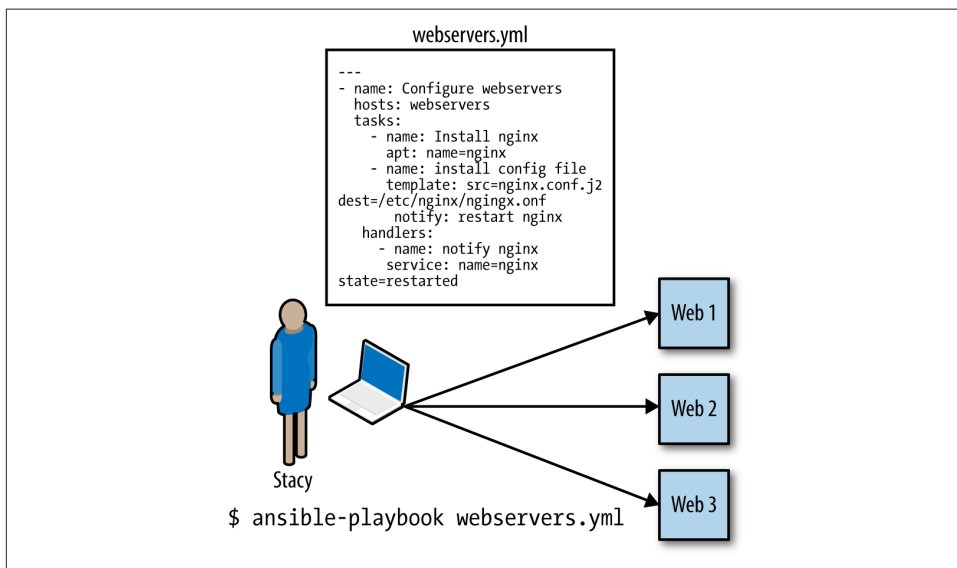 webservers.yml
---
- name: Configure webservers
  hosts: webservers
  tasks:
    - name: Install nginx
      apt: name=nginx
    - name: install config file
      template: src=nginx.conf.j2
dest=/etc/nginx/ngingx.onf
       notify: restart nginx
   handlers:
     - name: notify nginx
      service: name=nginx
state=restarted
Web 1
Web 2
Web 3
Stacy
$ ansible-playbook webservers.yml